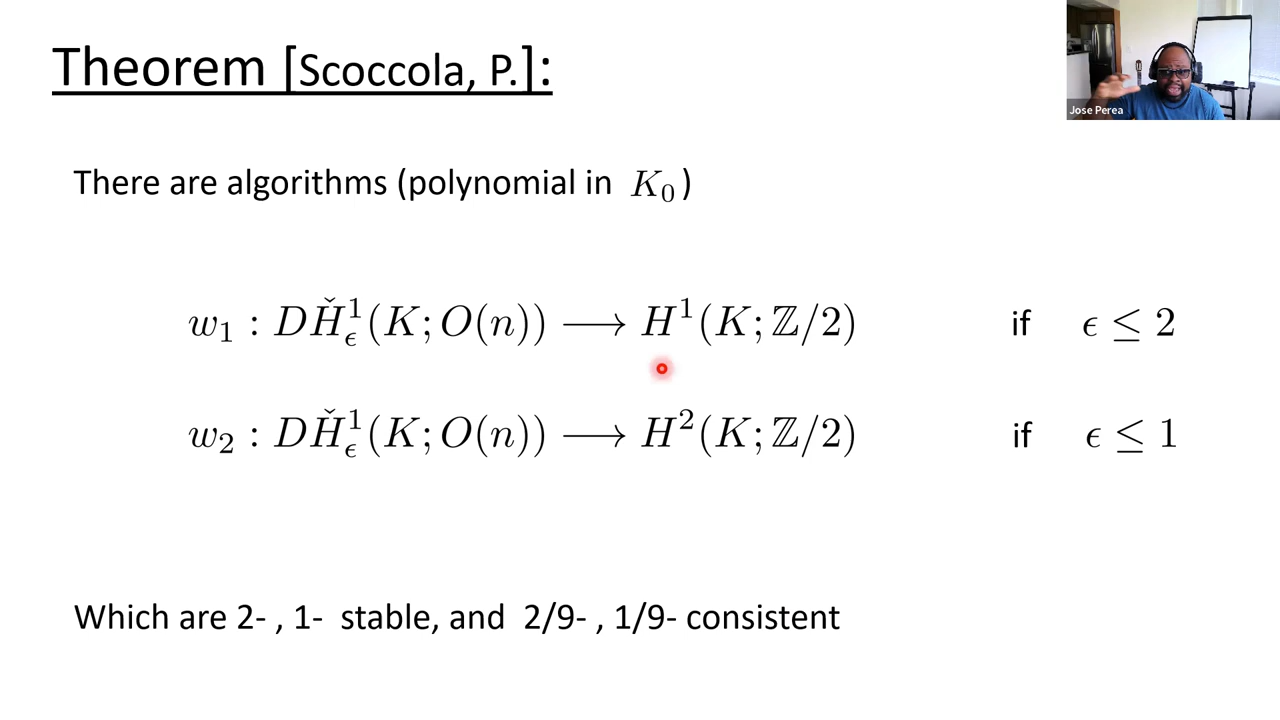 Theorem [Scoccola, P.]:
Jose Perea
There are algorithms (polynomial in K₀)
w₁ : DȞ¹_ϵ(K; O(n)) ⟶ H¹(K; ℤ/2) if ϵ ≤ 2
w₂ : DȞ¹_ϵ(K; O(n)) ⟶ H²(K; ℤ/2) if ϵ ≤ 1
Which are 2- , 1- stable, and 2/9- , 1/9- consistent